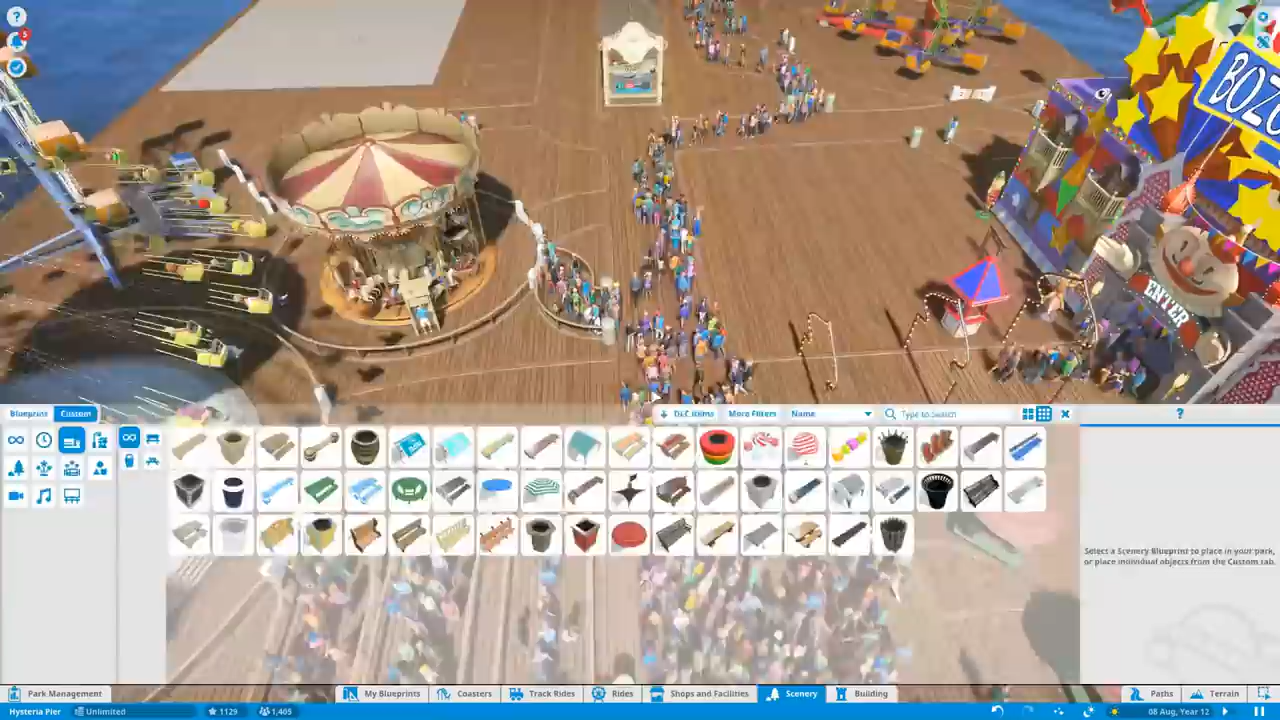 ?
5
BOZO
ENTER
Blueprint Custom
DLC Items More Filters Name Type to Search
?
Select a Scenery Blueprint to place in your park,
or place individual objects from the Custom tab.
Park Management My Blueprints Coasters Track Rides Rides Shops and Facilities Scenery Building Paths Terrain
Hysteria Pier Unlimited 1129 1,405 08 Aug, Year 12